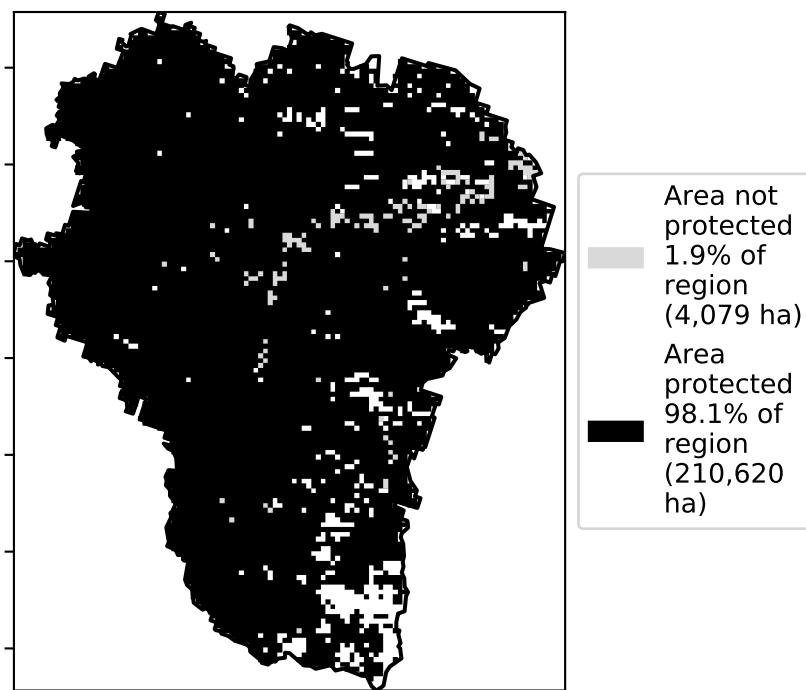 Area not
protected
1.9% of
region
(4,079 ha)
Area
protected
98.1% of
region
(210,620
ha)